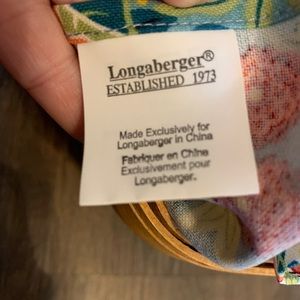 Longaberger®
ESTABLISHED 1973
Made Exclusively for
Longaberger in China
Fabriquer en Chine
Exclusivement pour
Longaberger.